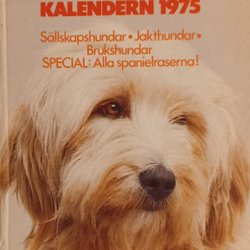 KALENDERN 1975
Sällskapshundar • Jakthundar •
Brukshundar
SPECIAL: Alla spanielraserna!